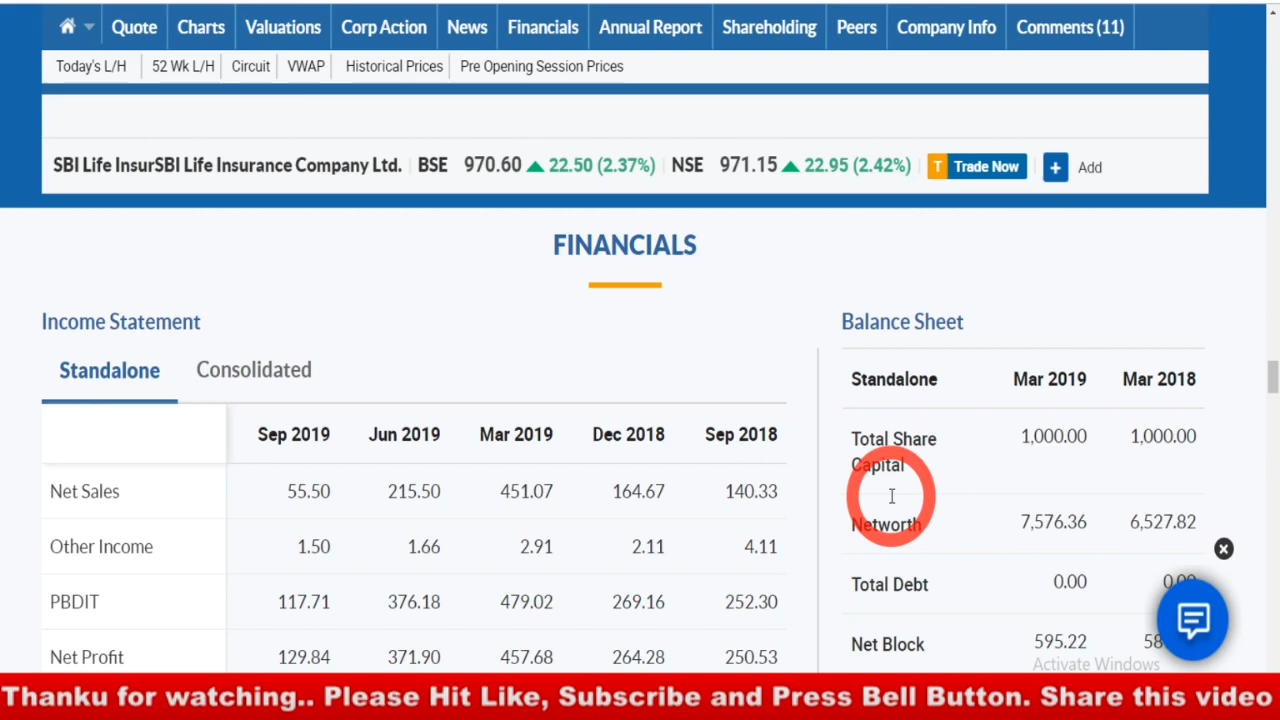 Quote Charts Valuations Corp Action News Financials Annual Report Shareholding Peers Company Info Comments (11)
Today's L/H 52 Wk L/H Circuit VWAP Historical Prices Pre Opening Session Prices
SBI Life InsurSBI Life Insurance Company Ltd. BSE 970.60 22.50 (2.37%) NSE 971.15 22.95 (2.42%) T Trade Now + Add
FINANCIALS
Income Statement
Standalone Consolidated
Sep 2019 Jun 2019 Mar 2019 Dec 2018 Sep 2018
Net Sales 55.50 215.50 451.07 164.67 140.33
Other Income 1.50 1.66 2.91 2.11 4.11
PBDIT 117.71 376.18 479.02 269.16 252.30
Net Profit 129.84 371.90 457.68 264.28 250.53
Balance Sheet
Standalone Mar 2019 Mar 2018
Total Share 1,000.00 1,000.00
Capital
Networth 7,576.36 6,527.82
Total Debt 0.00 0.00
Net Block 595.22
Activate Windows
Thanku for watching.. Please Hit Like, Subscribe and Press Bell Button. Share this video